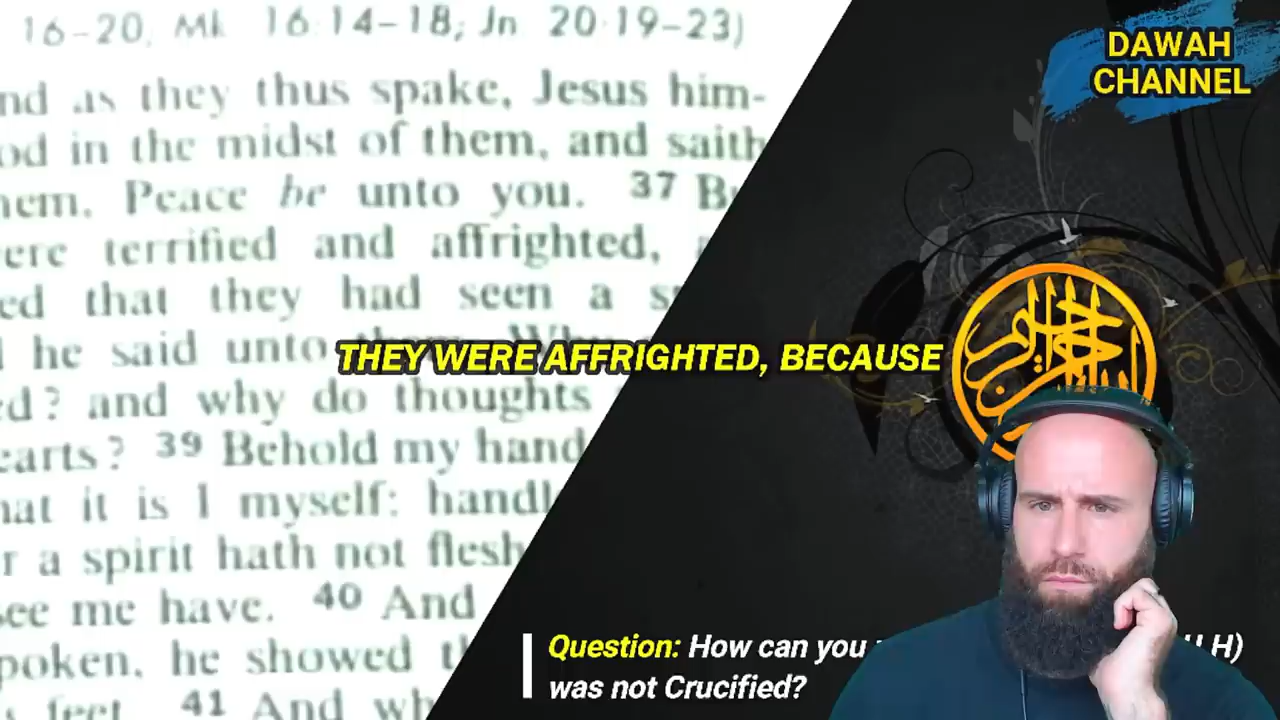 16-20, Mk 16:14-18; Jn 20:19-23)
nd as they thus spake, Jesus him-
od in the midst of them, and saith
hem, Peace be unto you. 37
ere terrified and affrighted,
ed that they had seen a
he said unto
ed? and why do thoughts
earts? 39 Behold my hand
hat it is I myself:
r a spirit hath not flesh
see me have. 40 And
poken, he showed
feet. 41 And
DAWAH
CHANNEL
THEY WERE AFFRIGHTED, BECAUSE
Question: How can you H)
was not Crucified?